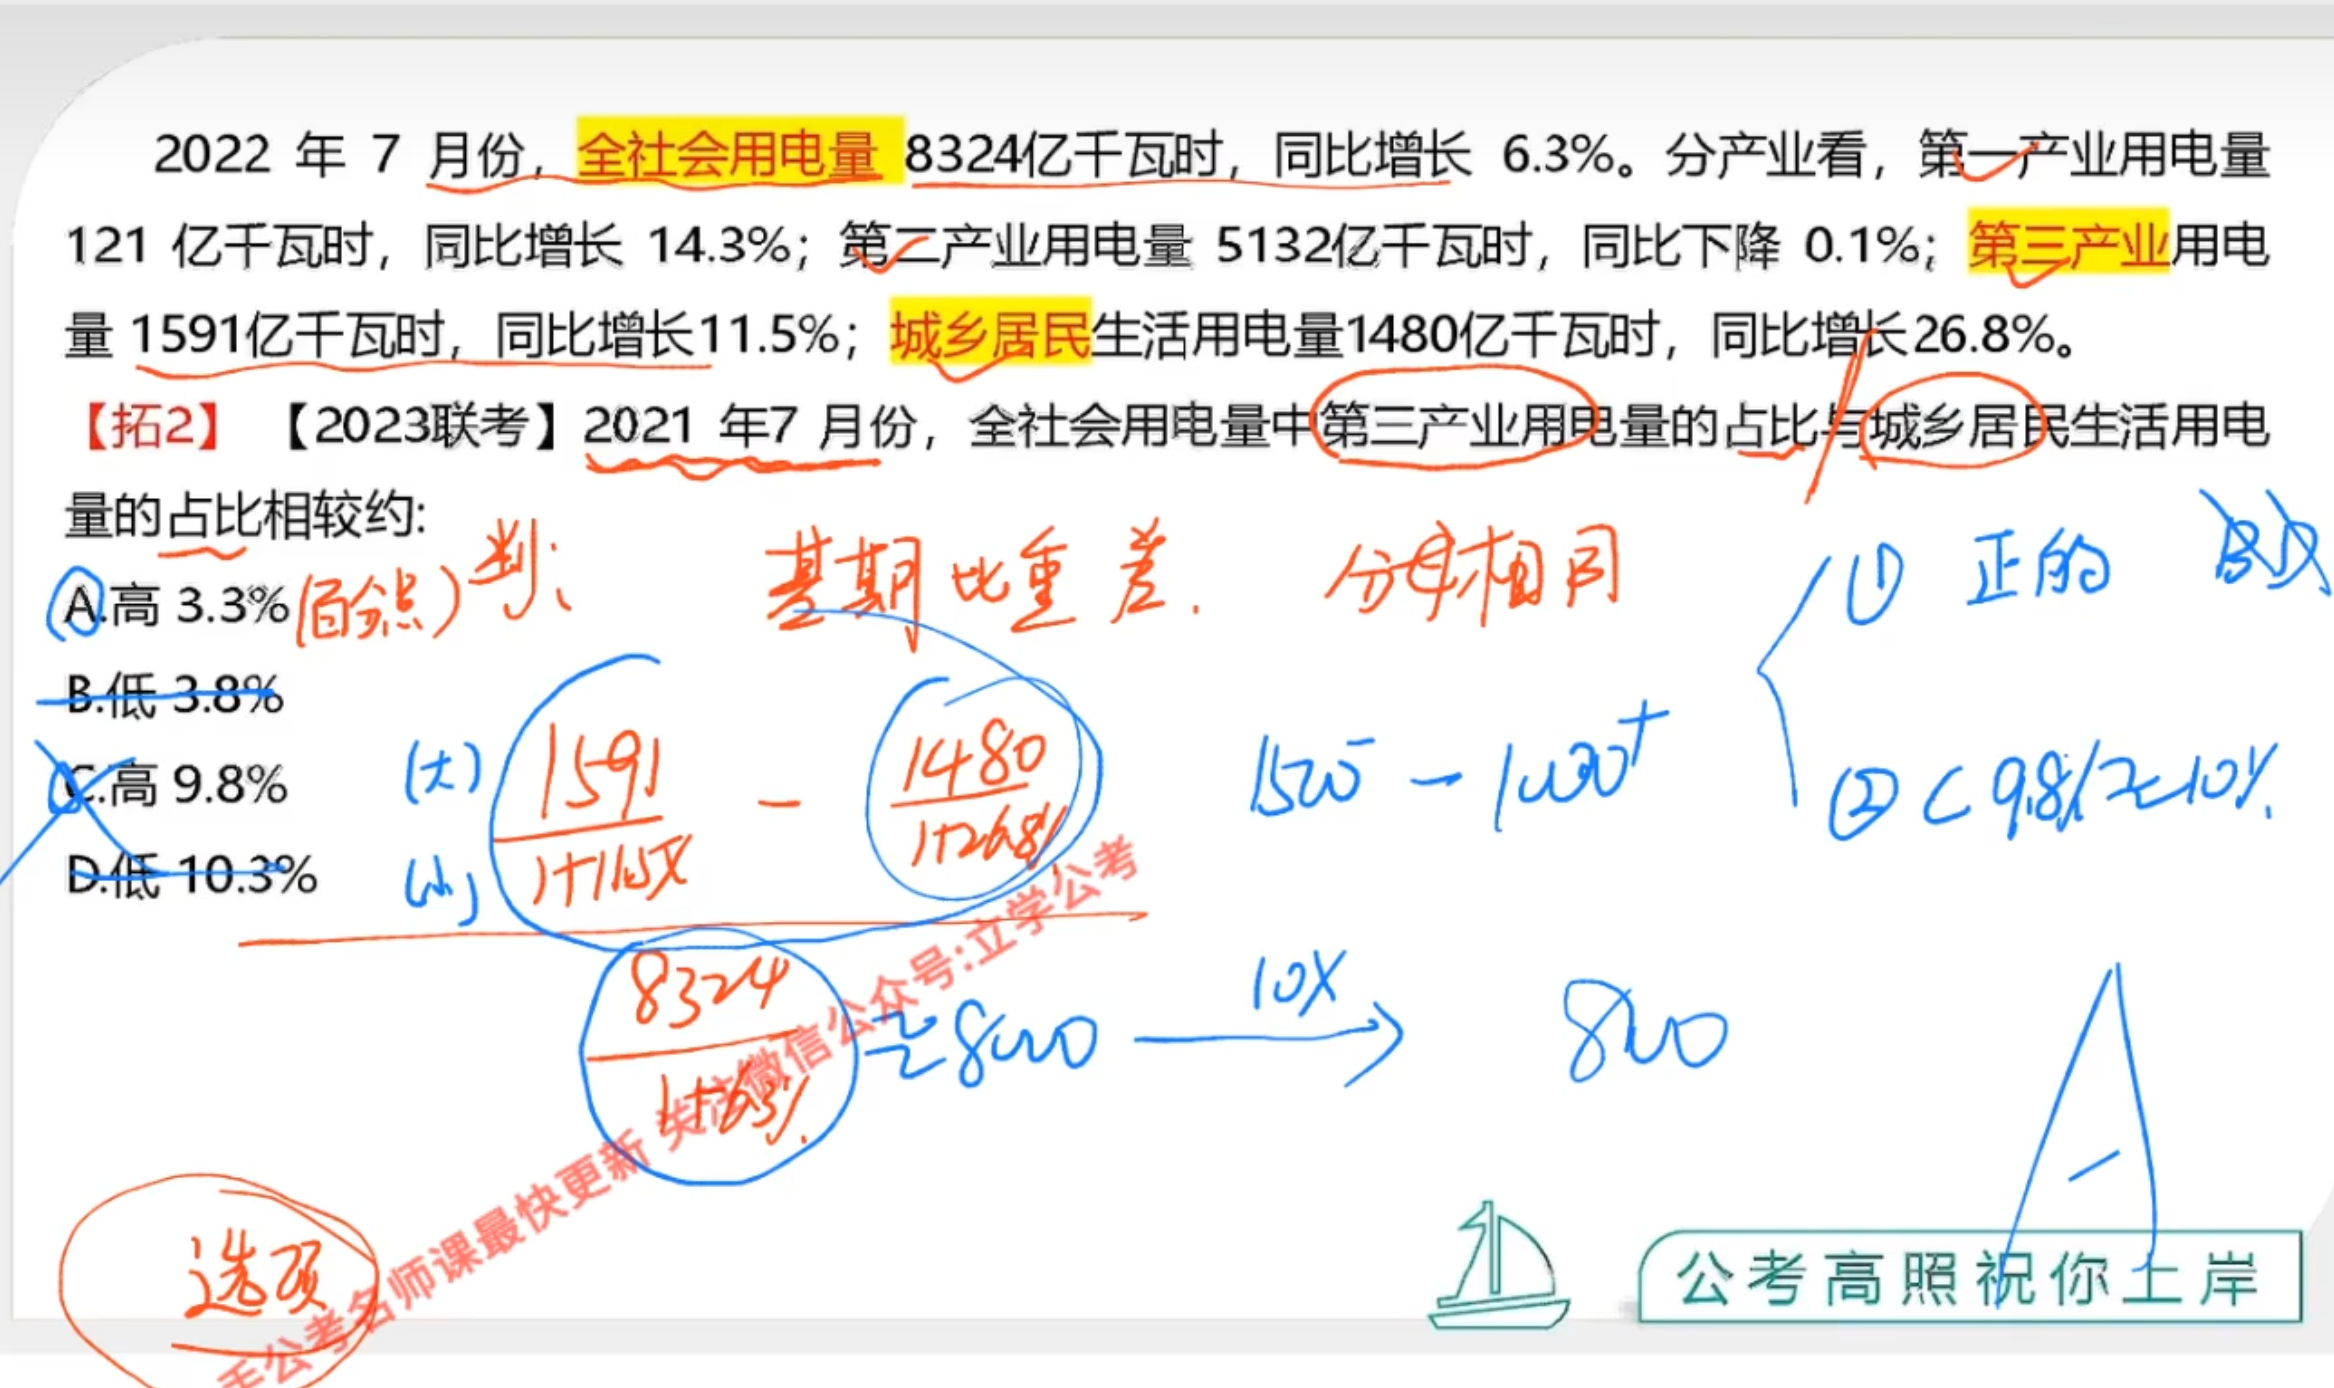 2022 年 7 月份，全社会用电量 8324亿千瓦时，同比增长 6.3%。分产业看，第一产业用电量
121 亿千瓦时，同比增长 14.3%；第二产业用电量 5132亿千瓦时，同比下降 0.1%；第三产业用电
量 1591亿千瓦时，同比增长11.5%；城乡居民生活用电量1480亿千瓦时，同比增长26.8%。
【拓2】【2023联考】2021 年7 月份，全社会用电量中第三产业用电量的占比与城乡居民生活用电
量的占比相较约:
判： 基期比重差. 分母相同 ① 正的 BD
A.高 3.3% (百分点)
B.低 3.8%
C.高 9.8% (大) 1591 - 1480 1500⁻ - 1000⁺ ② < 9.8%≈10%
1+11.5% 1+26.8%
D.低 10.3% (小)
8324 ≈8000 10% 800 A
1+6.3%
选项
公考名师课最快更新 关注微信公众号:立学公考
公考高照祝你上岸